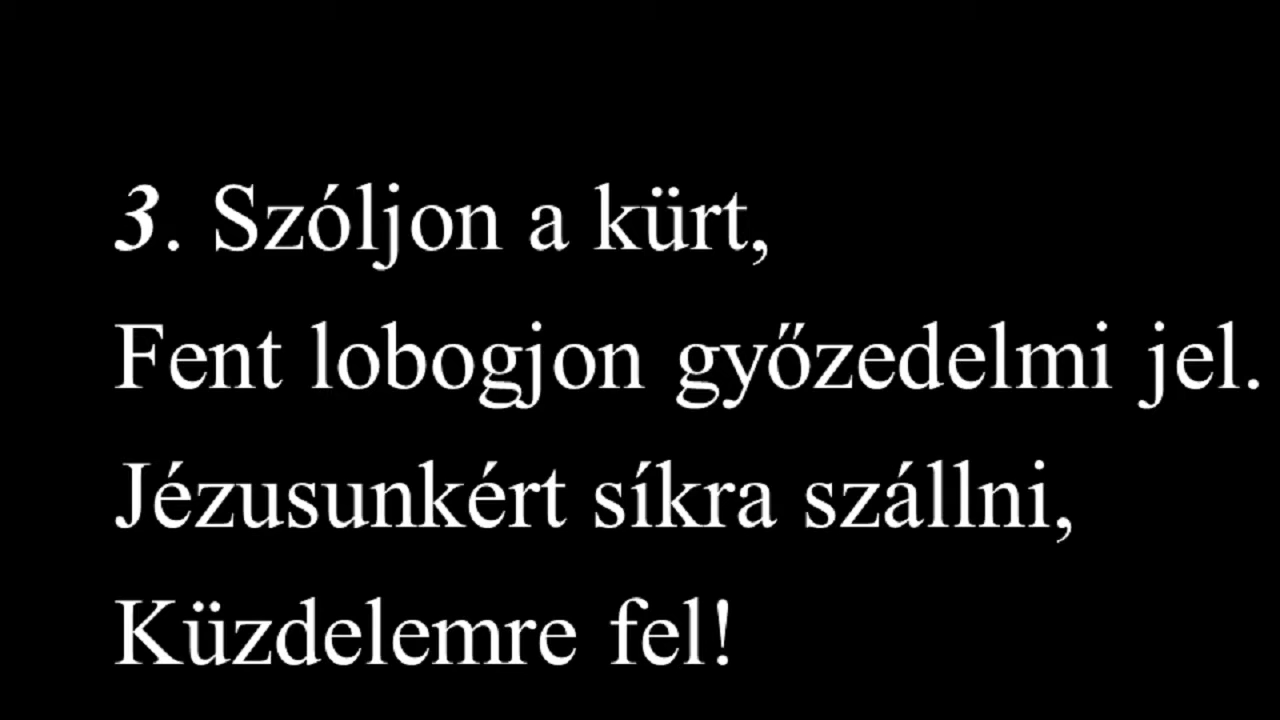 3. Szóljon a kürt,
Fent lobogjon győzedelmi jel.
Jézusunkért síkra szállni,
Küzdelemre fel!